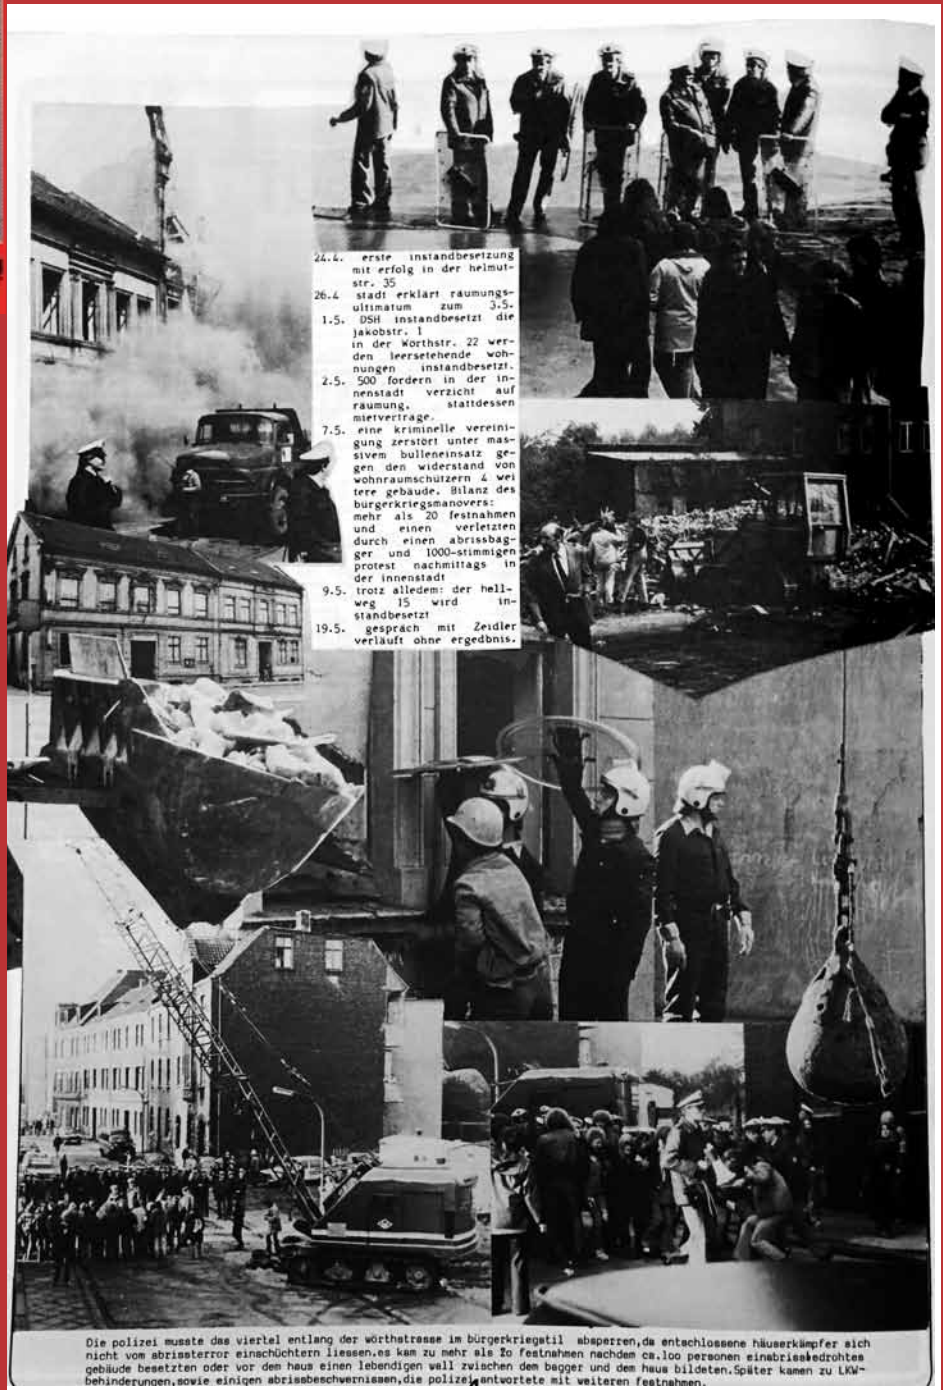 24.4. erste instandbesetzung
mit erfolg in der helmut-
str. 35
26.4 stadt erklärt räumungs-
ultimatum zum 3.5.
1.5. DSH instandbesetzt die
jakobstr. 1
in der Wörthstr. 22 wer-
den leersetehende woh-
nungen instandbesetzt.
2.5. 500 fordern in der in-
nenstadt verzicht auf
räumung, stattdessen
mietverträge.
7.5. eine kriminelle vereini-
gung zerstört unter mas-
sivem bulleneinsatz ge-
gen den widerstand von
wohnraumschützern 4 wei
tere gebäude. Bilanz des
bürgerkriegsmanövers:
mehr als 20 festnahmen
und einen verletzten
durch einen abrissbag-
ger und 1000-stimmigen
protest nachmittags in
der innenstadt
9.5. trotz alledem: der hell-
weg 15 wird in-
standbesetzt
19.5. gespräch mit Zeidler
verläuft ohne ergedbnis.
Die polizei musste das viertel entlang der wörthstrasse im bürgerkriegstil absperren,da entschlossene häuserkämpfer sich
nicht vom abrissterror einschüchtern liessen.es kam zu mehr als 2o festnahmen nachdem ca.1oo personen einabrissbedrohtes
gebäude besetzten oder vor dem haus einen lebendigen wall zwischen dem bagger und dem haus bildeten.Später kamen zu LKW-
behinderungen,sowie einigen abrissbeschwernissen,die polizei antwortete mit weiteren festnahmen.